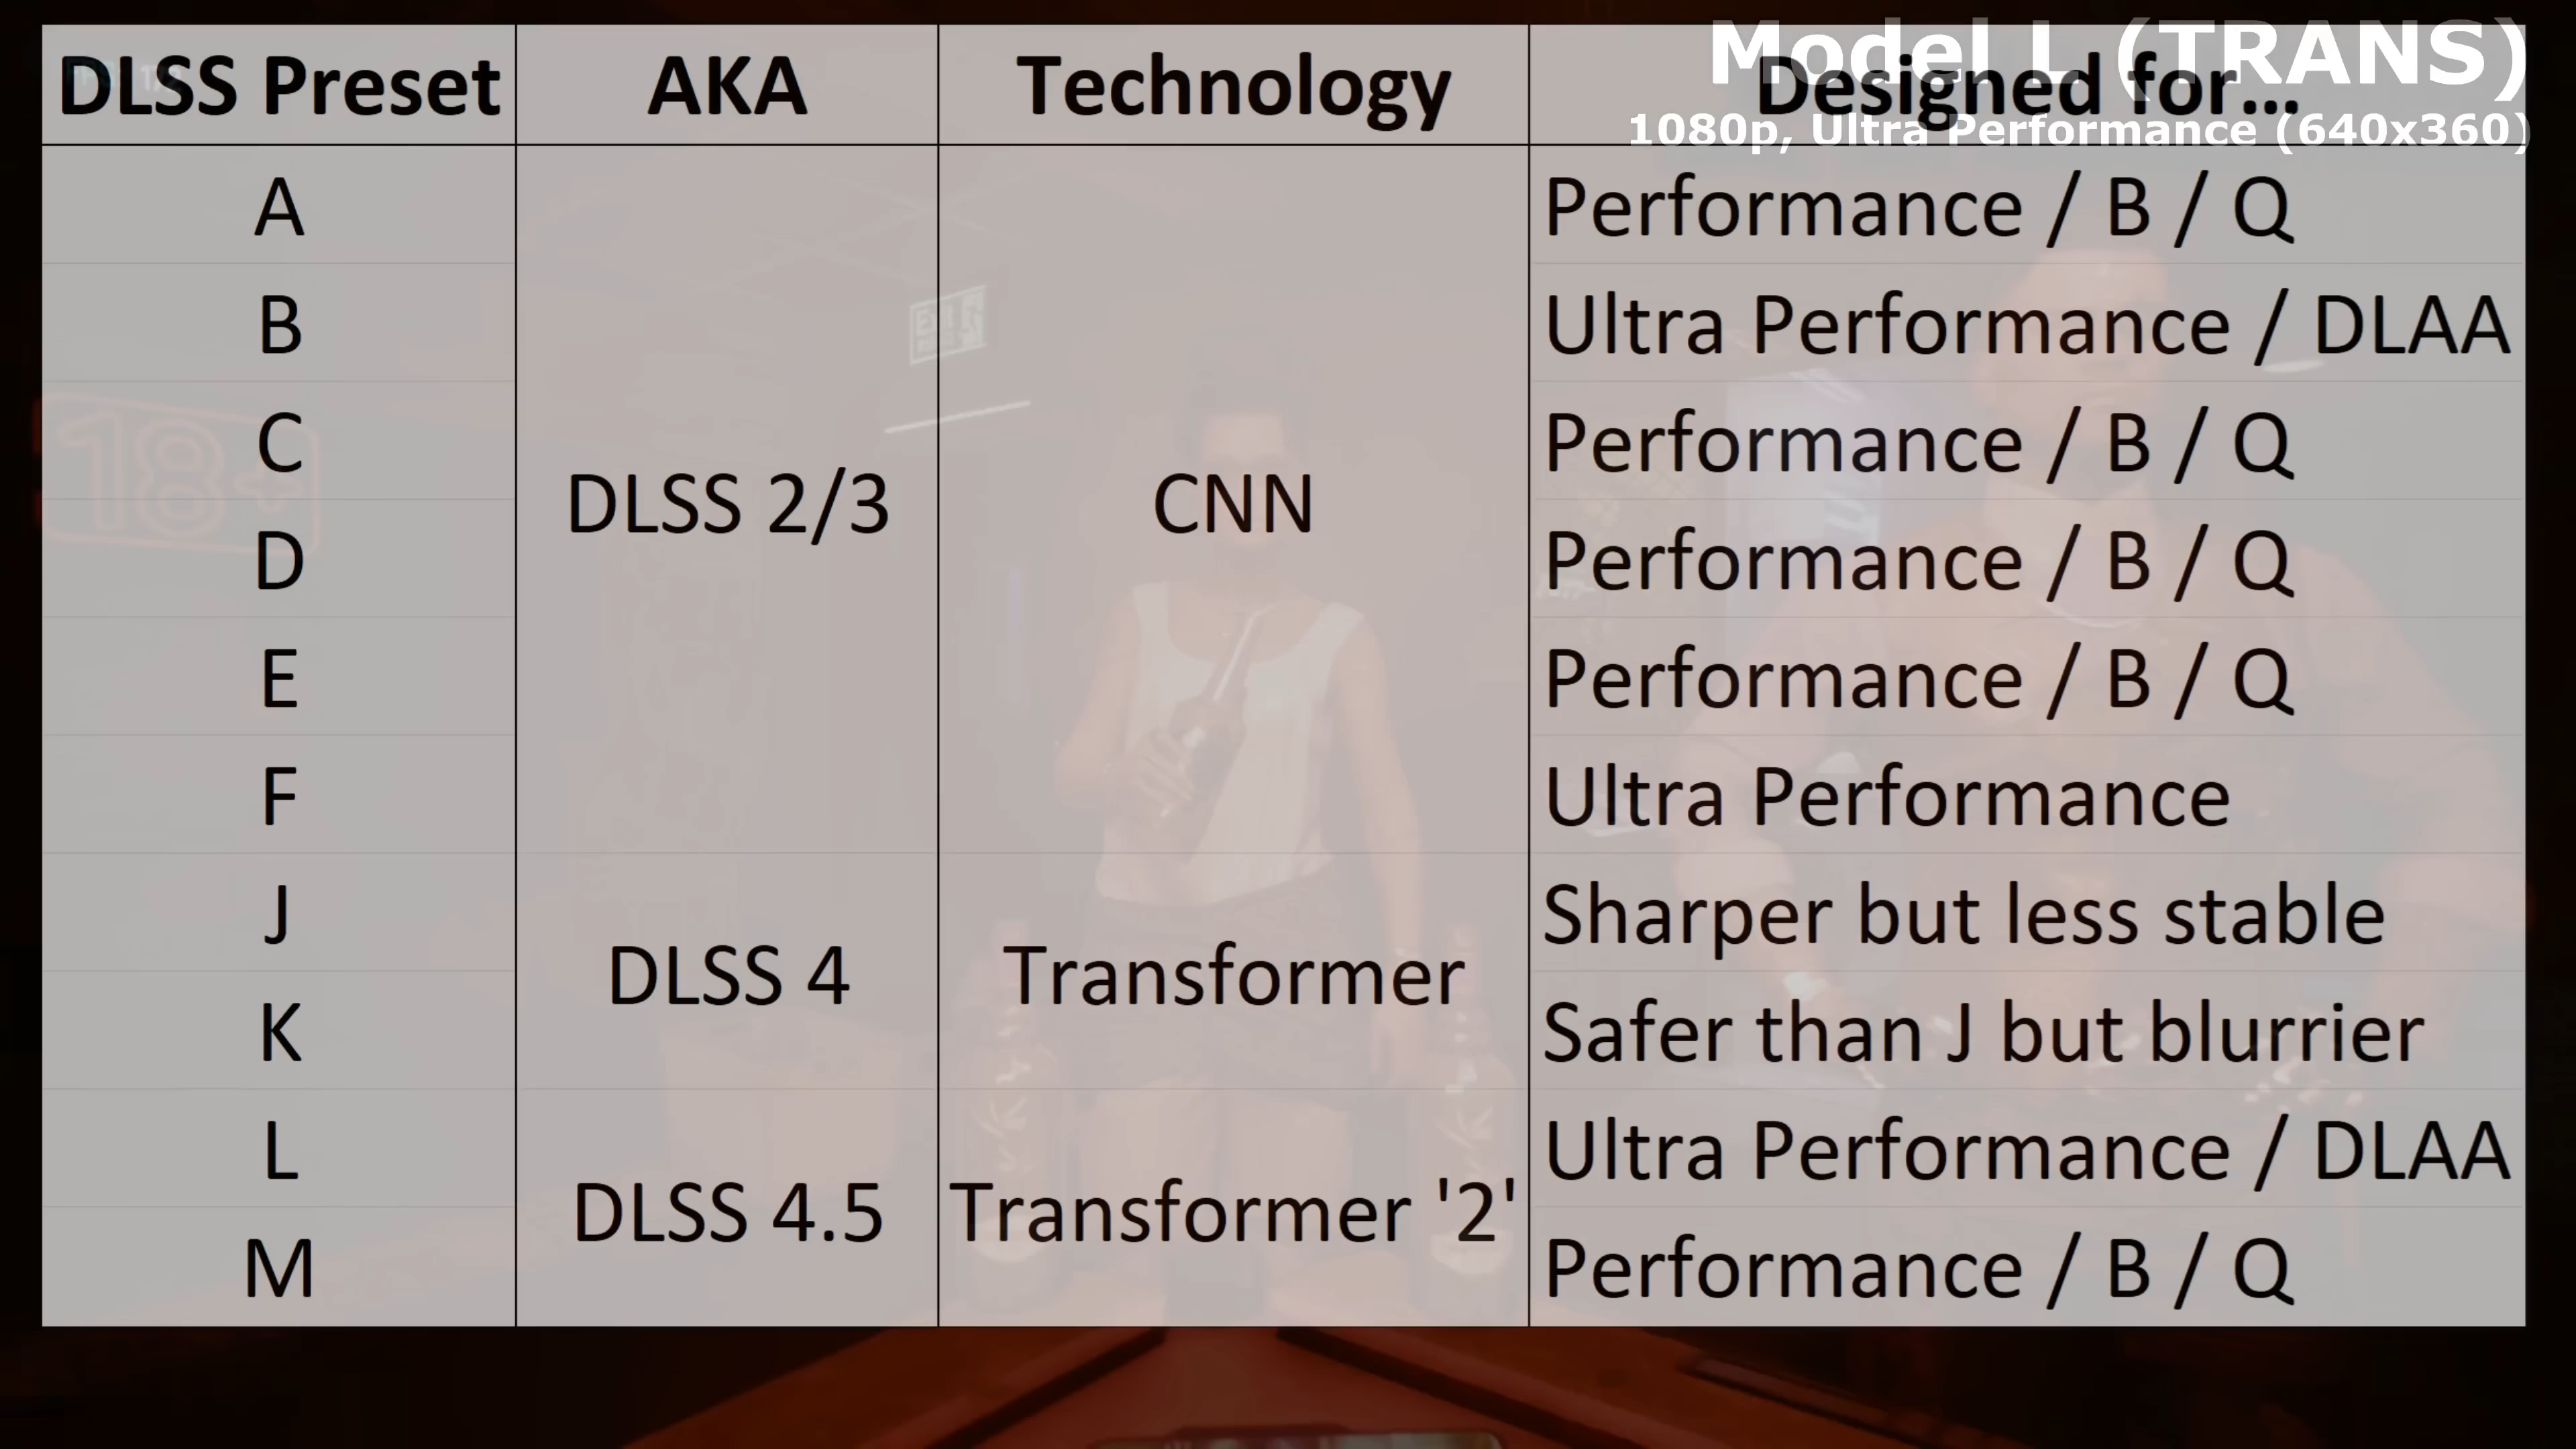 Model L (TRANS)
1080p, Ultra Performance (640x360)
DLSS Preset AKA Technology Designed for...
A Performance / B / Q
B Ultra Performance / DLAA
C Performance / B / Q
DLSS 2/3 CNN
D Performance / B / Q
E Performance / B / Q
F Ultra Performance
J Sharper but less stable
DLSS 4 Transformer
K Safer than J but blurrier
L Ultra Performance / DLAA
DLSS 4.5 Transformer '2'
M Performance / B / Q
18+
EXIT